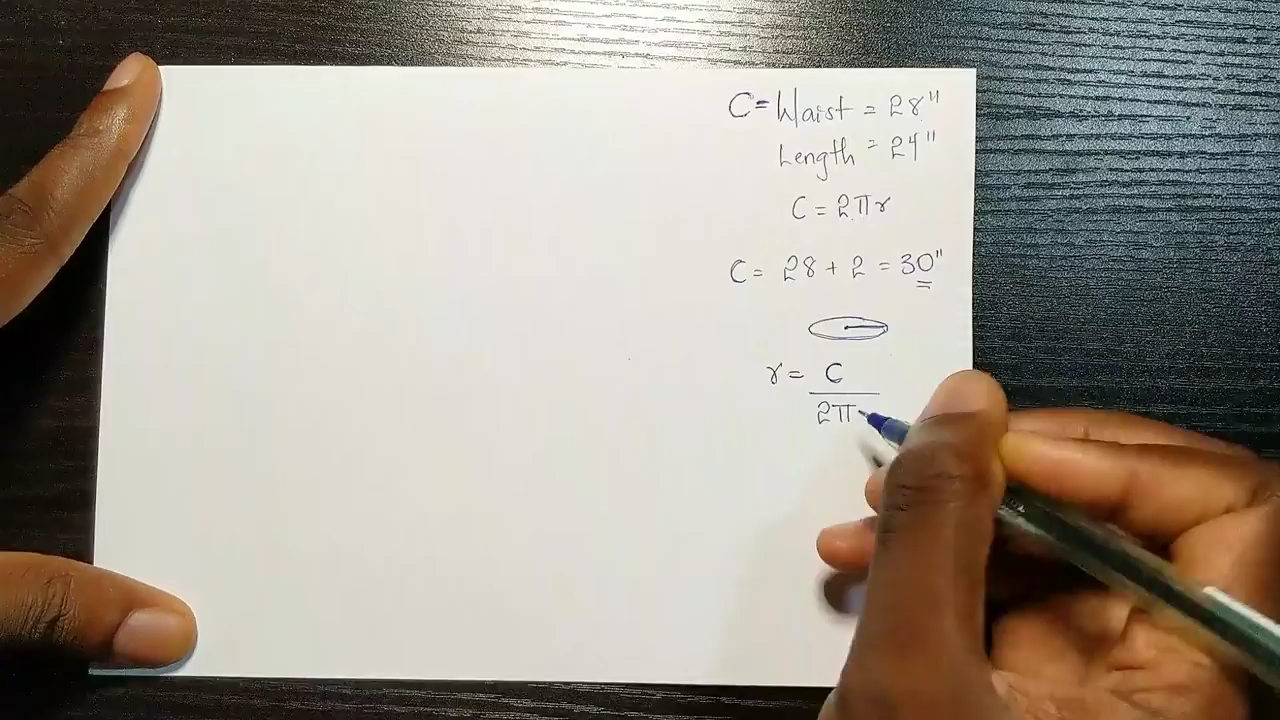 C = Waist = 28"
Length = 24"
C = 2πr
C = 28 + 2 = 30"
r = C
2π